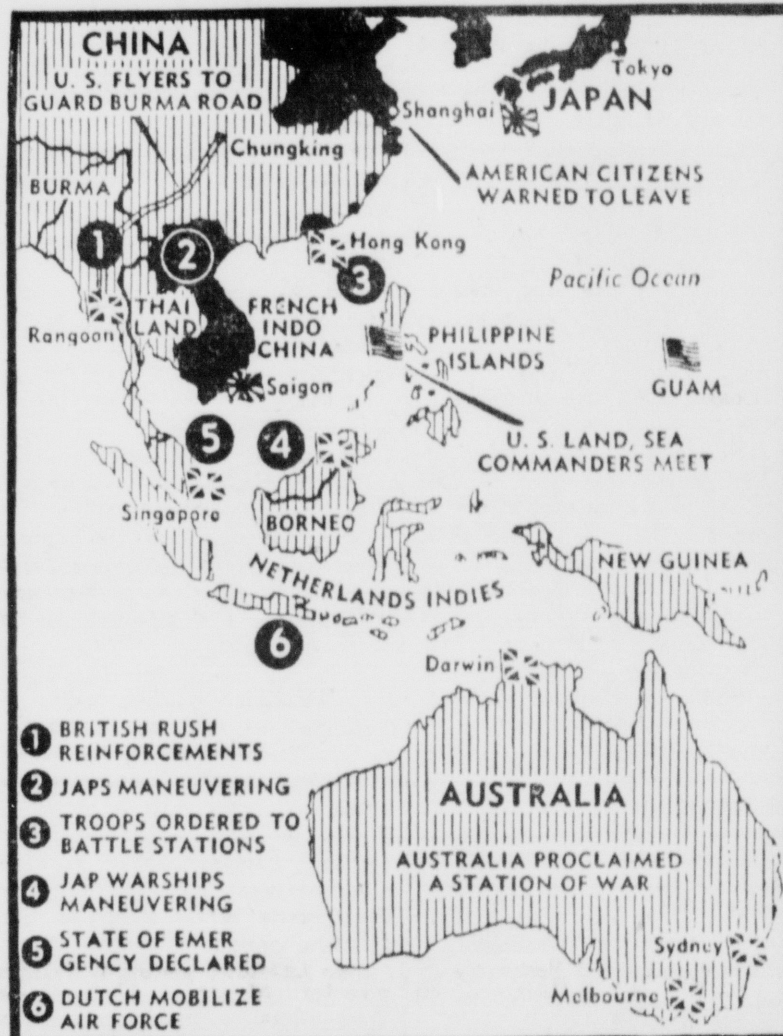 CHINA
U. S. FLYERS TO
GUARD BURMA ROAD
Tokyo
JAPAN
Shanghai
Chungking
AMERICAN CITIZENS
WARNED TO LEAVE
BURMA
1
2
Hong Kong
3
Pacific Ocean
Rangoon
THAI
LAND
FRENCH
INDO
CHINA
PHILIPPINE
ISLANDS
GUAM
Saigon
5
4
U. S. LAND, SEA
COMMANDERS MEET
Singapore
BORNEO
NETHERLANDS INDIES
NEW GUINEA
6
Darwin
1 BRITISH RUSH
REINFORCEMENTS
2 JAPS MANEUVERING
3 TROOPS ORDERED TO
BATTLE STATIONS
4 JAP WARSHIPS
MANEUVERING
5 STATE OF EMER
GENCY DECLARED
6 DUTCH MOBILIZE
AIR FORCE
AUSTRALIA
AUSTRALIA PROCLAIMED
A STATION OF WAR
Sydney
Melbourne